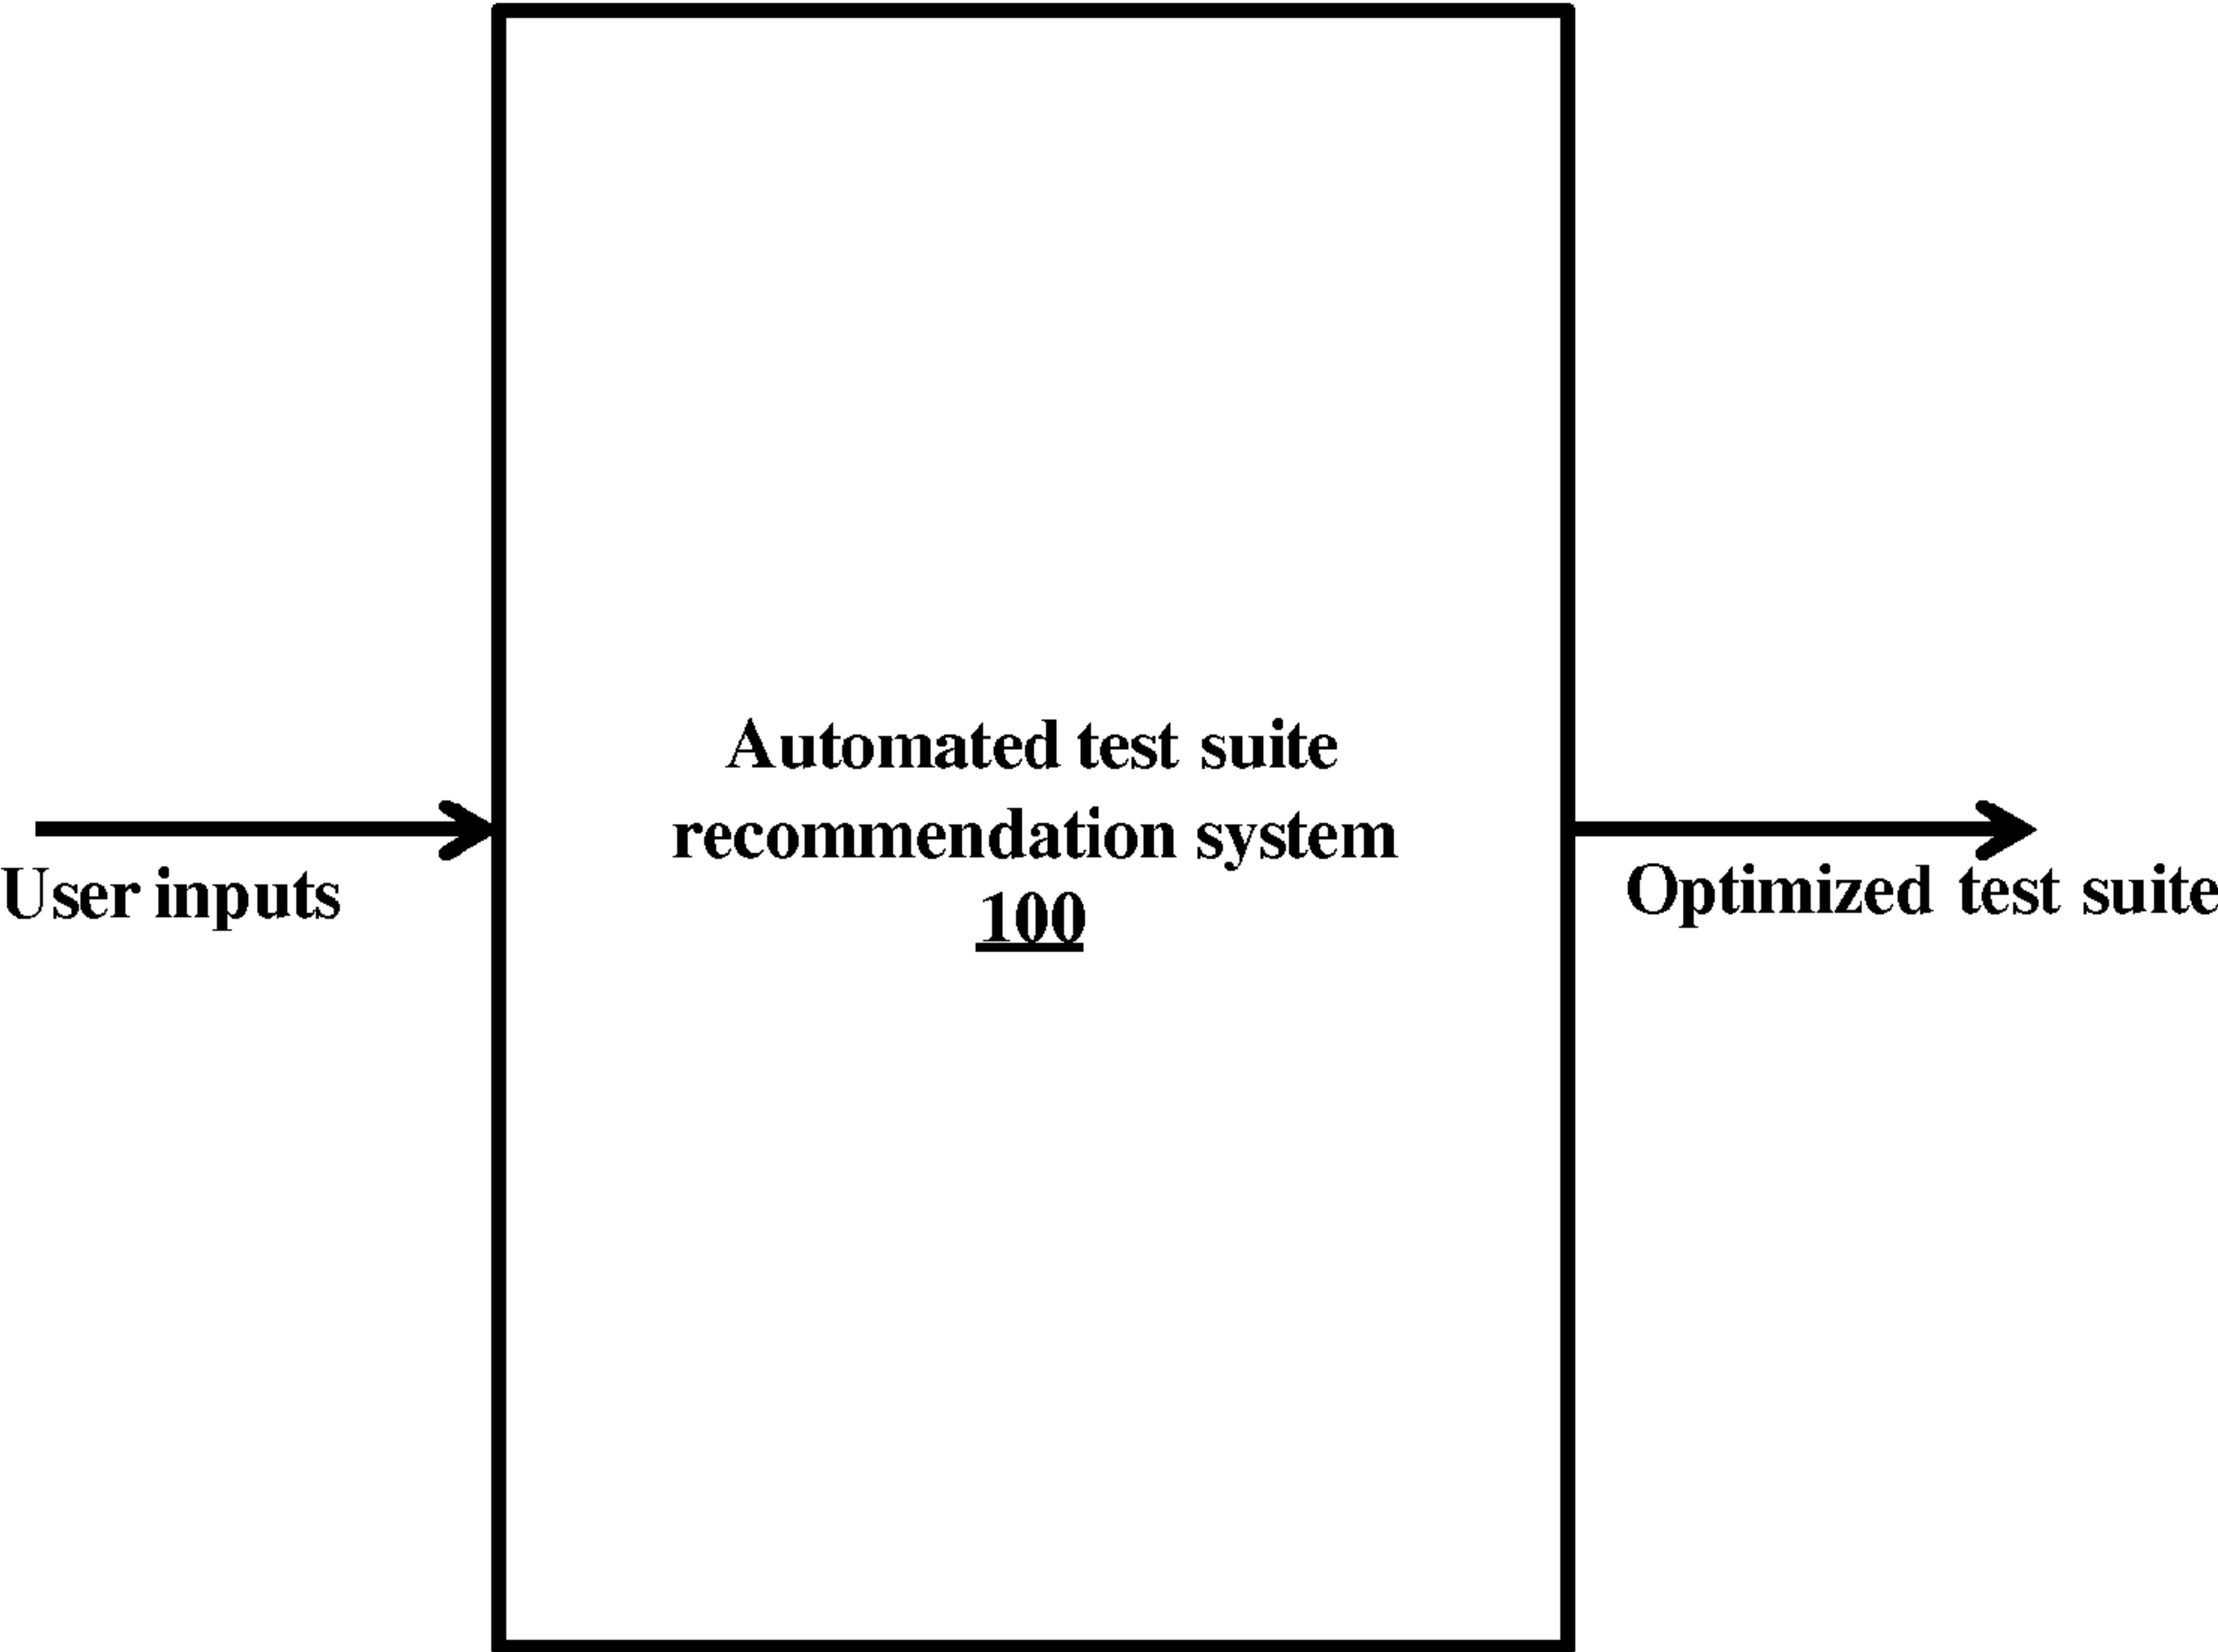 Automated test suite
recommendation system
100
User inputs
Optimized test suite